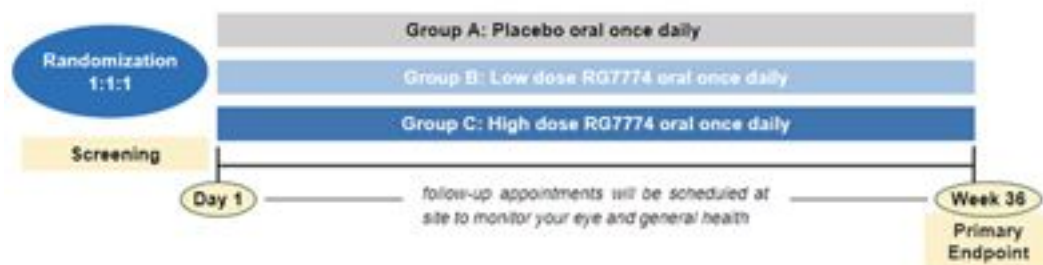 Group A: Placebo oral once daily
Randomization
1:1:1
Group B: Low dose RG7774 oral once daily
Group C: High dose RG7774 oral once daily
Screening
Day 1
follow-up appointments will be scheduled at
site to monitor your eye and general health
Week 36
Primary
Endpoint